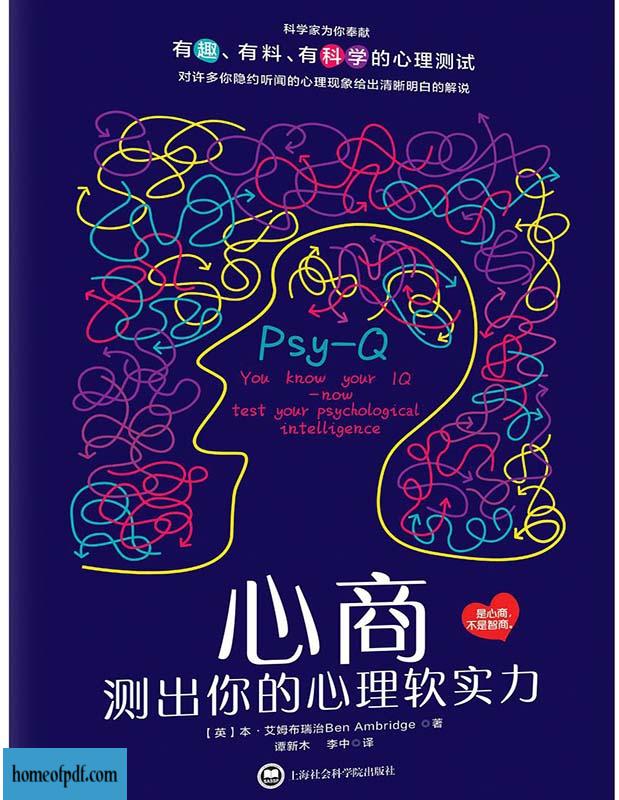 科学家为你奉献
有趣、有料、有科学的心理测试
对许多你隐约听闻的心理现象给出清晰明白的解说
Psy-Q
You know your IQ
-now
test your psychological
intelligence
心商
是心商,
不是智商。
测出你的心理软实力
【英】本·艾姆布瑞治Ben Ambridge ◎著
谭新木 李中◎译
SASSP
上海社会科学院出版社
homeofpdf.com